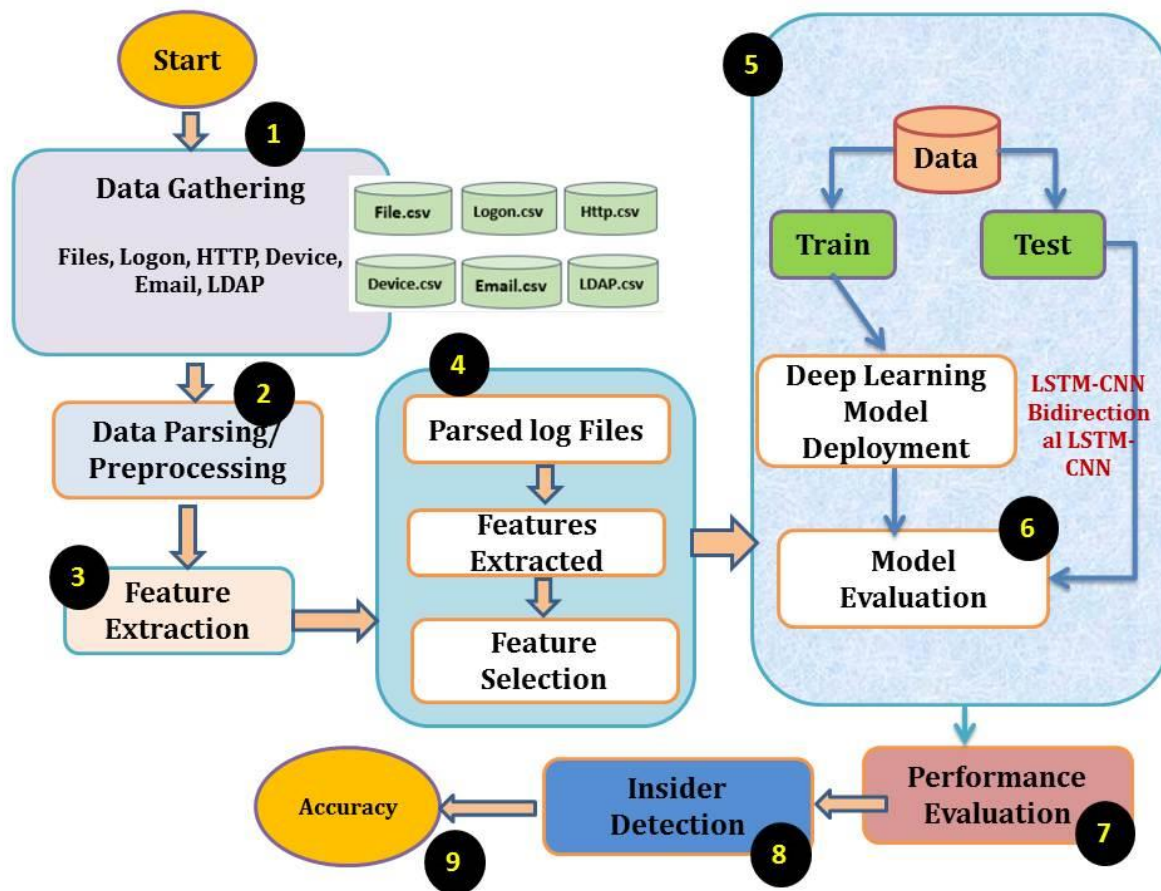 Start
1
Data Gathering
Files, Logon, HTTP, Device,
Email, LDAP
File.csv
Logon.csv
Http.csv
Device.csv
Email.csv
LDAP.csv
2
Data Parsing/
Preprocessing
3
Feature
Extraction
4
Parsed log Files
Features
Extracted
Feature
Selection
5
Data
Train
Test
Deep Learning
Model
Deployment
LSTM-CNN
Bidirection
al LSTM-
CNN
6
Model
Evaluation
Performance
Evaluation
7
Insider
Detection
8
Accuracy
9